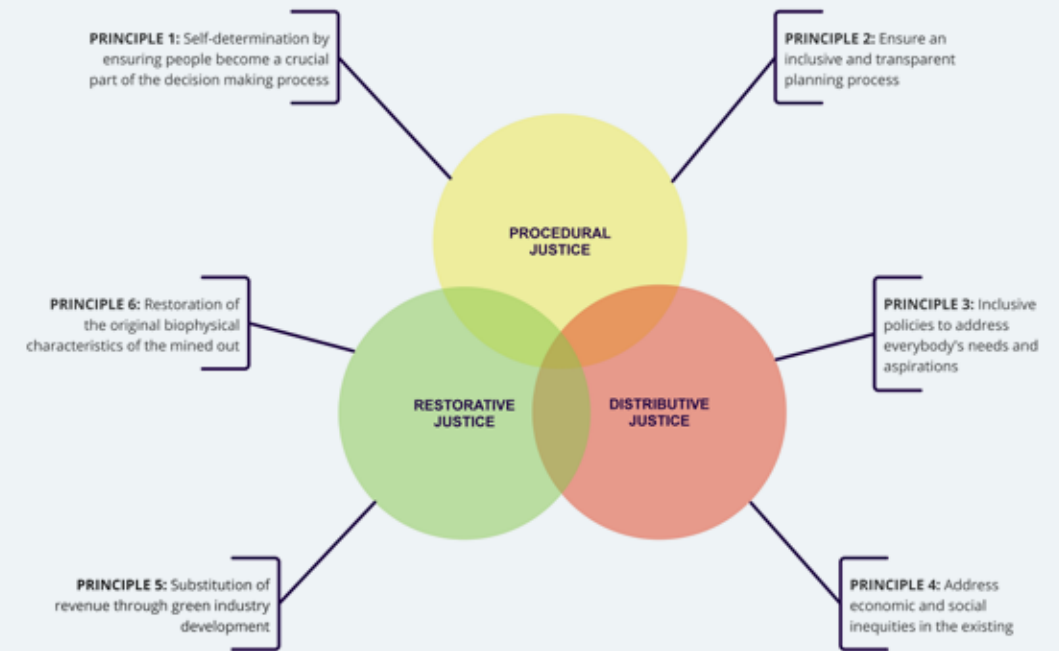 PRINCIPLE 1: Self-determination by
ensuring people become a crucial
part of the decision making process
PRINCIPLE 2: Ensure an
inclusive and transparent
planning process
PROCEDURAL
JUSTICE
PRINCIPLE 6: Restoration of
the original biophysical
characteristics of the mined out
PRINCIPLE 3: Inclusive
policies to address
everybody's needs and
aspirations
RESTORATIVE
JUSTICE
DISTRIBUTIVE
JUSTICE
PRINCIPLE 5: Substitution of
revenue through green industry
development
PRINCIPLE 4: Address
economic and social
inequities in the existing